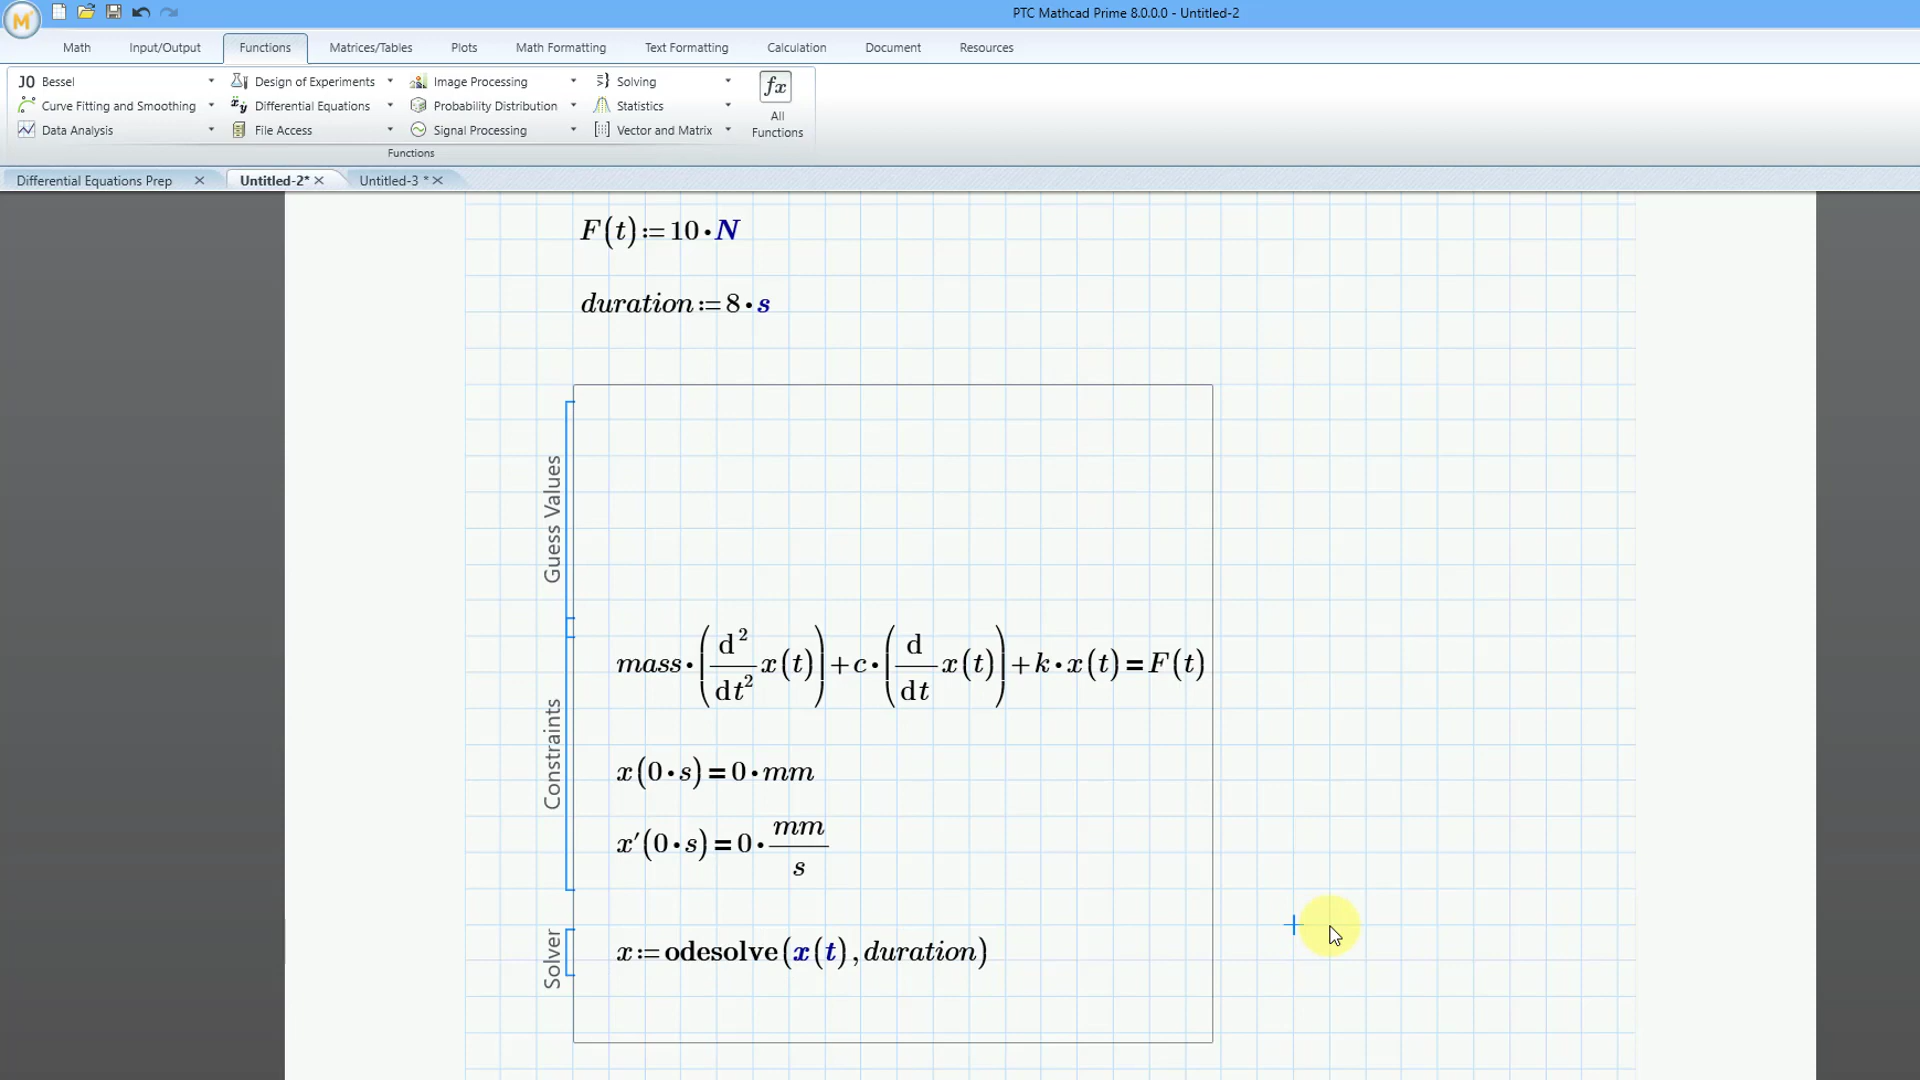 PTC Mathcad Prime 8.0.0.0 - Untitled-2
Math Input/Output Functions Matrices/Tables Plots Math Formatting Text Formatting Calculation Document Resources
Bessel Design of Experiments Image Processing Solving
Curve Fitting and Smoothing Differential Equations Probability Distribution Statistics
Data Analysis File Access Signal Processing Vector and Matrix
fx All Functions
Functions
Differential Equations Prep Untitled-2* Untitled-3 *
F(t):=10·N
duration:=8·s
Guess Values
mass·(d²/dt² x(t))+c·(d/dt x(t))+k·x(t)=F(t)
Constraints
x(0·s)=0·mm
x′(0·s)=0·mm/s
Solver
x:=odesolve(x(t),duration)